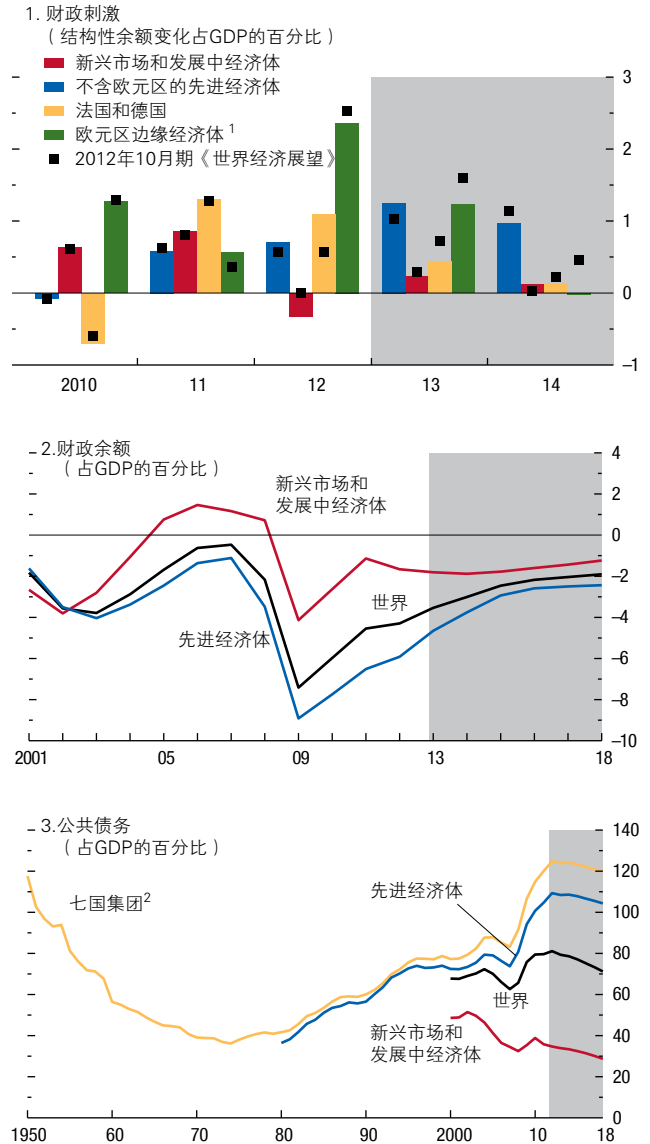 1. 财政刺激
（结构性余额变化占GDP的百分比）
新兴市场和发展中经济体
不含欧元区的先进经济体
法国和德国
欧元区边缘经济体1
2012年10月期《世界经济展望》
3
2
1
0
–1
2010 11 12 13 14
2.财政余额
（占GDP的百分比）
新兴市场和
发展中经济体
世界
先进经济体
4
2
0
–2
–4
–6
–8
–10
2001 05 09 13 18
3.公共债务
（占GDP的百分比）
七国集团2
先进经济体
世界
新兴市场和
发展中经济体
140
120
100
80
60
40
20
0
1950 60 70 80 90 2000 10 18